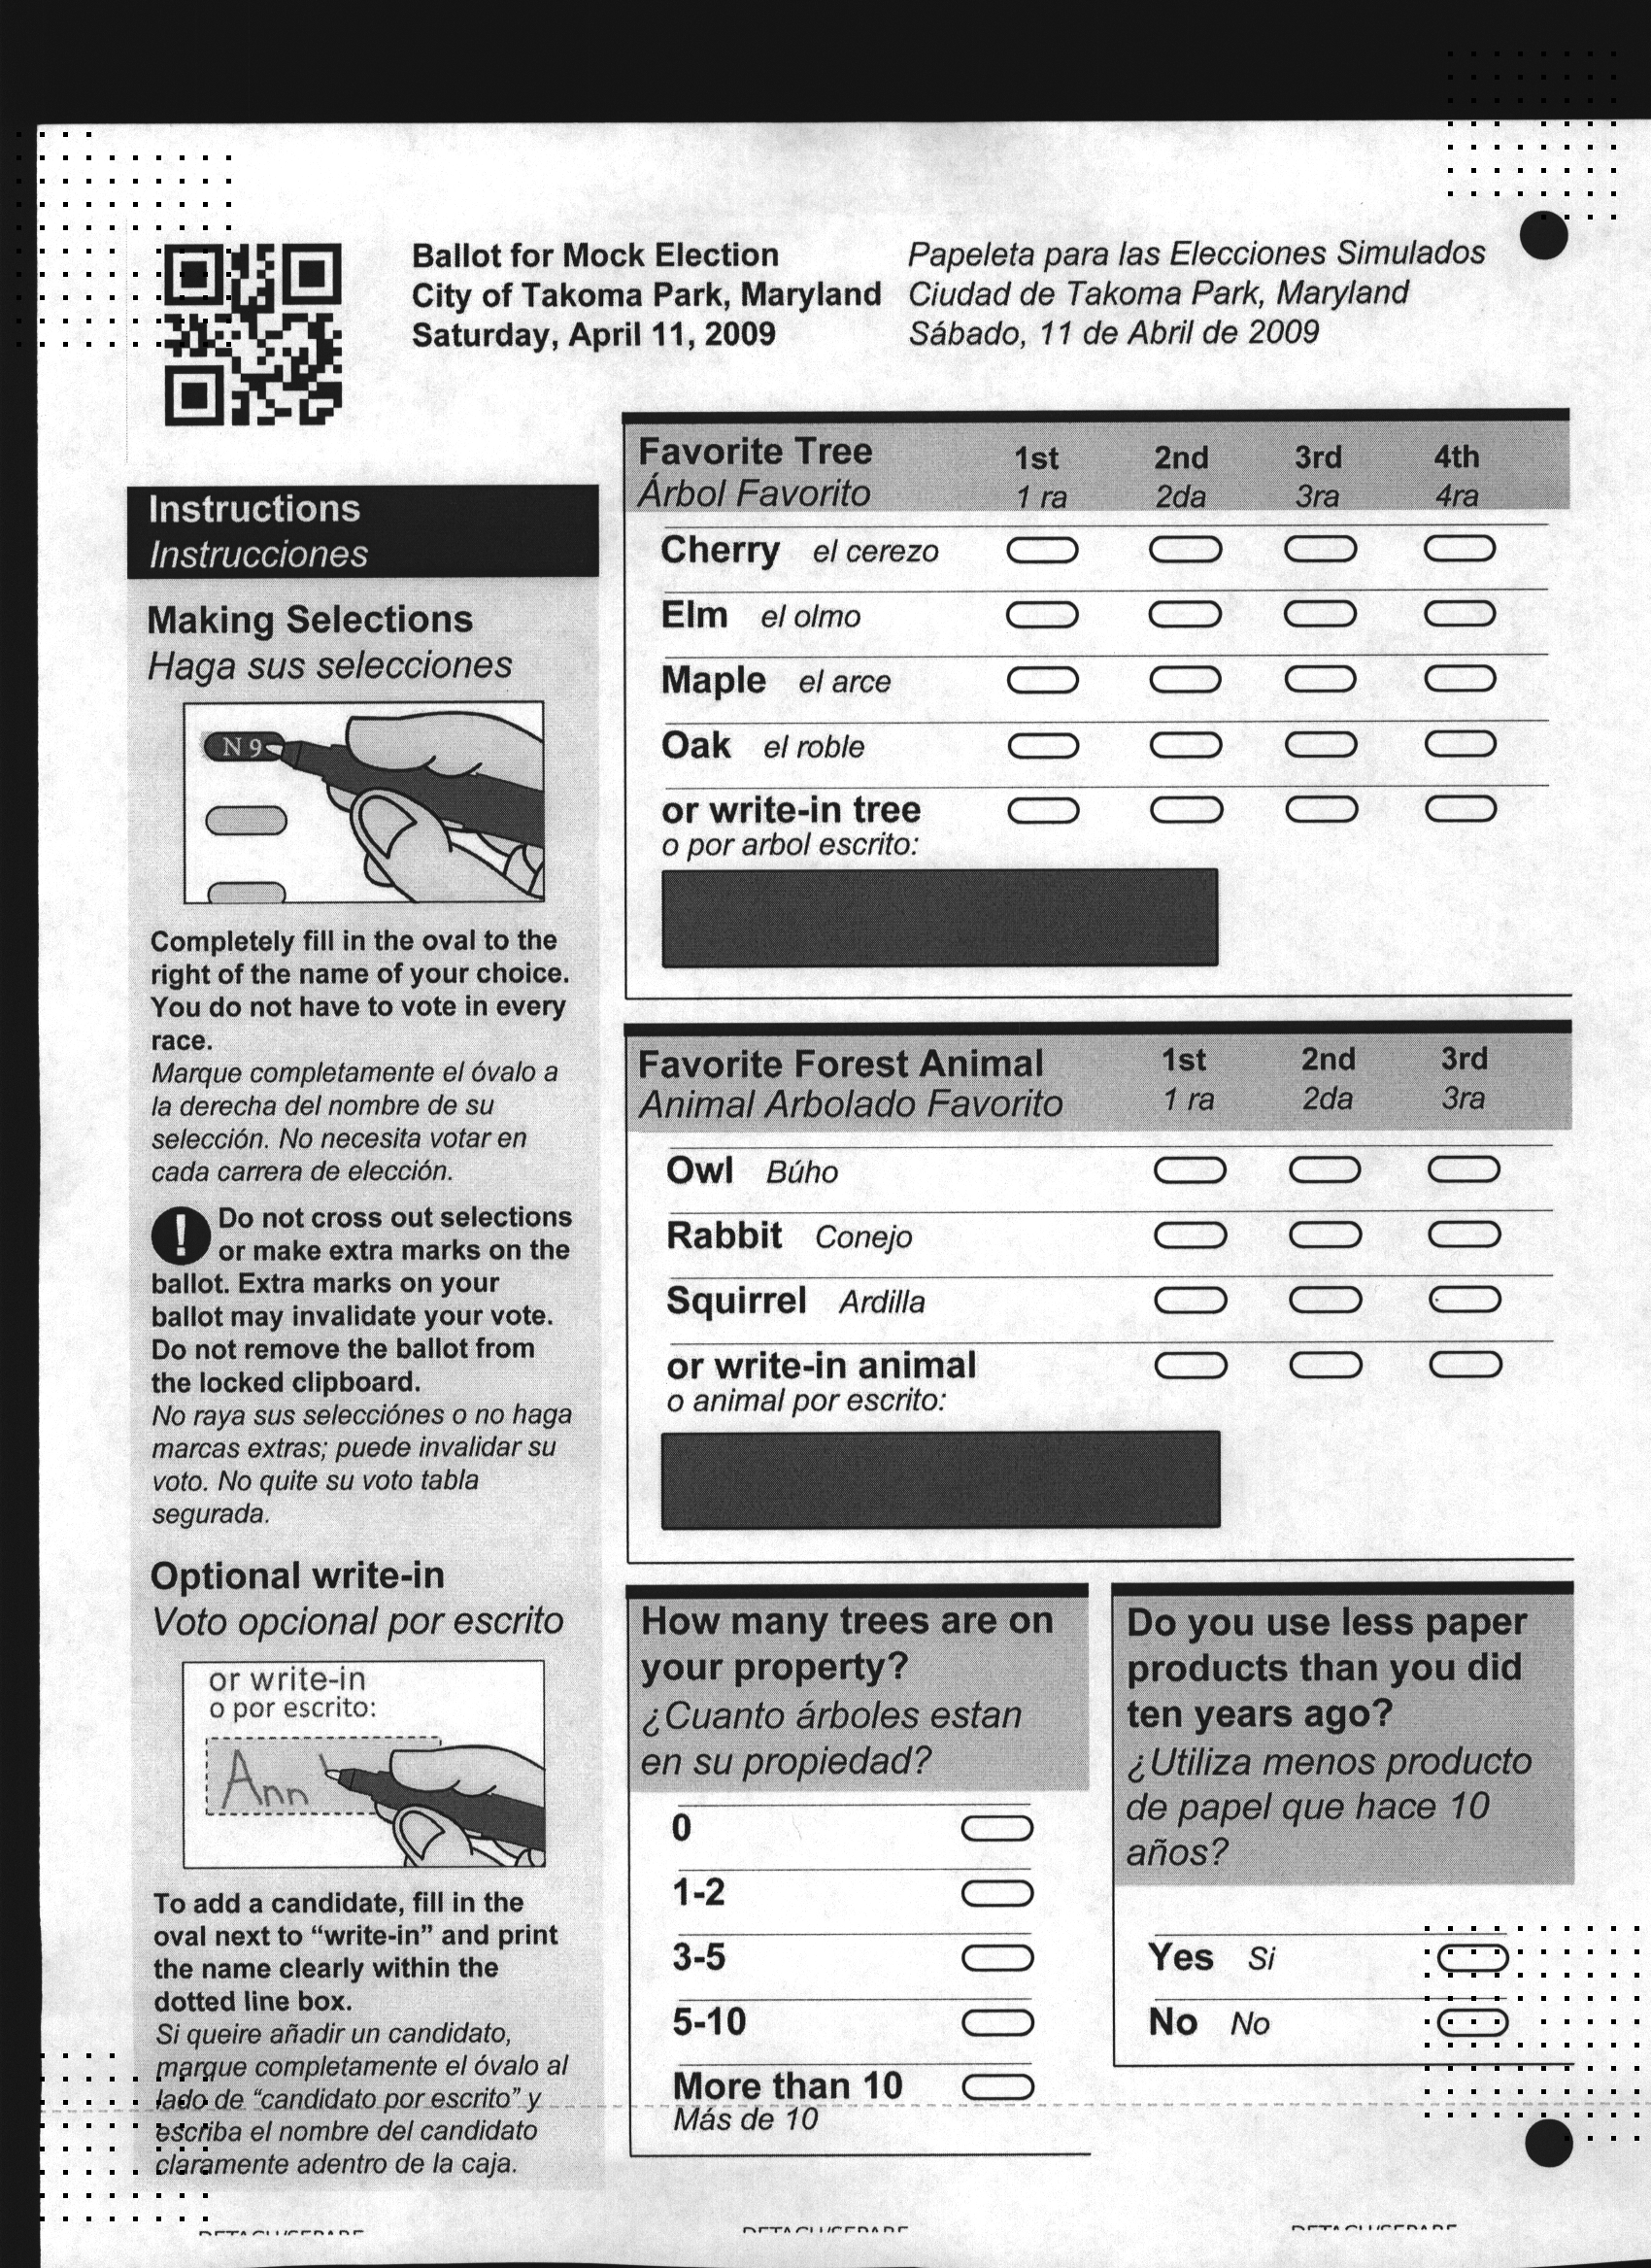 Ballot for Mock Election
City of Takoma Park, Maryland
Saturday, April 11, 2009
Papeleta para las Elecciones Simulados
Ciudad de Takoma Park, Maryland
Sábado, 11 de Abril de 2009
Instructions
Instrucciones
Making Selections
Haga sus selecciones
N 9
Completely fill in the oval to the
right of the name of your choice.
You do not have to vote in every
race.
Marque completamente el óvalo a
la derecha del nombre de su
selección. No necesita votar en
cada carrera de elección.
! Do not cross out selections
or make extra marks on the
ballot. Extra marks on your
ballot may invalidate your vote.
Do not remove the ballot from
the locked clipboard.
No raya sus selecciónes o no haga
marcas extras; puede invalidar su
voto. No quite su voto tabla
segurada.
Optional write-in
Voto opcional por escrito
or write-in
o por escrito:
Ann
To add a candidate, fill in the
oval next to “write-in” and print
the name clearly within the
dotted line box.
Si queire añadir un candidato,
marque completamente el óvalo al
lado de “candidato por escrito” y
escriba el nombre del candidato
claramente adentro de la caja.
Favorite Tree 1st 2nd 3rd 4th
Árbol Favorito 1 ra 2da 3ra 4ra
Cherry el cerezo
Elm el olmo
Maple el arce
Oak el roble
or write-in tree
o por arbol escrito:
Favorite Forest Animal 1st 2nd 3rd
Animal Arbolado Favorito 1 ra 2da 3ra
Owl Búho
Rabbit Conejo
Squirrel Ardilla
or write-in animal
o animal por escrito:
How many trees are on
your property?
¿Cuanto árboles estan
en su propiedad?
0
1-2
3-5
5-10
More than 10
Más de 10
Do you use less paper
products than you did
ten years ago?
¿Utiliza menos producto
de papel que hace 10
años?
Yes Si
No No
DETACH/SEPARE DETACH/SEPARE DETACH/SEPARE